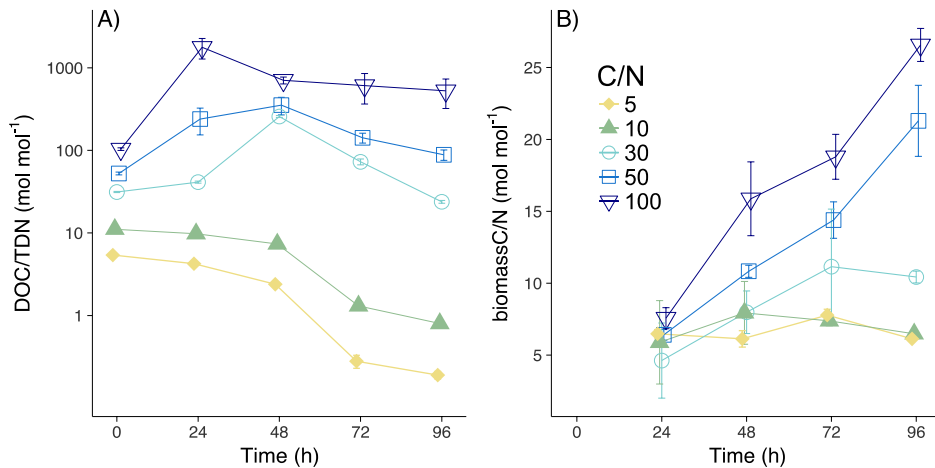 A)
DOC/TDN (mol mol⁻¹)
1000
100
10
1
0 24 48 72 96
Time (h)
B)
biomassC/N (mol mol⁻¹)
25
20
15
10
5
C/N
5
10
30
50
100
0 24 48 72 96
Time (h)